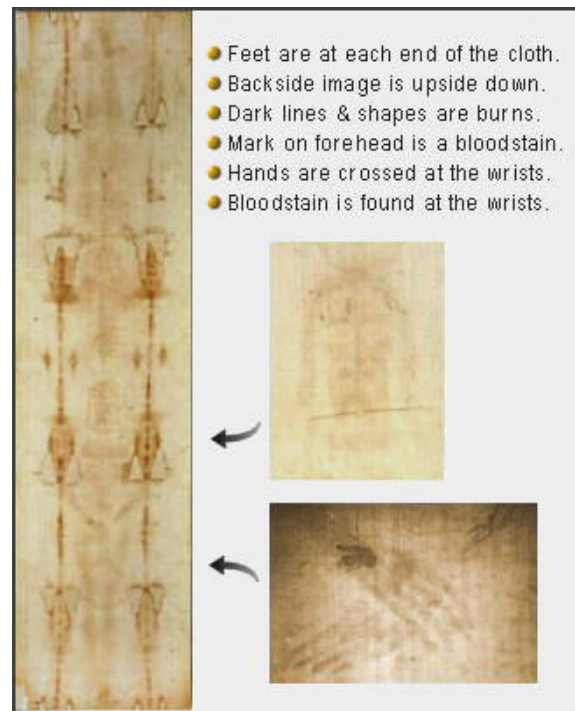 Feet are at each end of the cloth.
Backside image is upside down.
Dark lines & shapes are burns.
Mark on forehead is a bloodstain.
Hands are crossed at the wrists.
Bloodstain is found at the wrists.